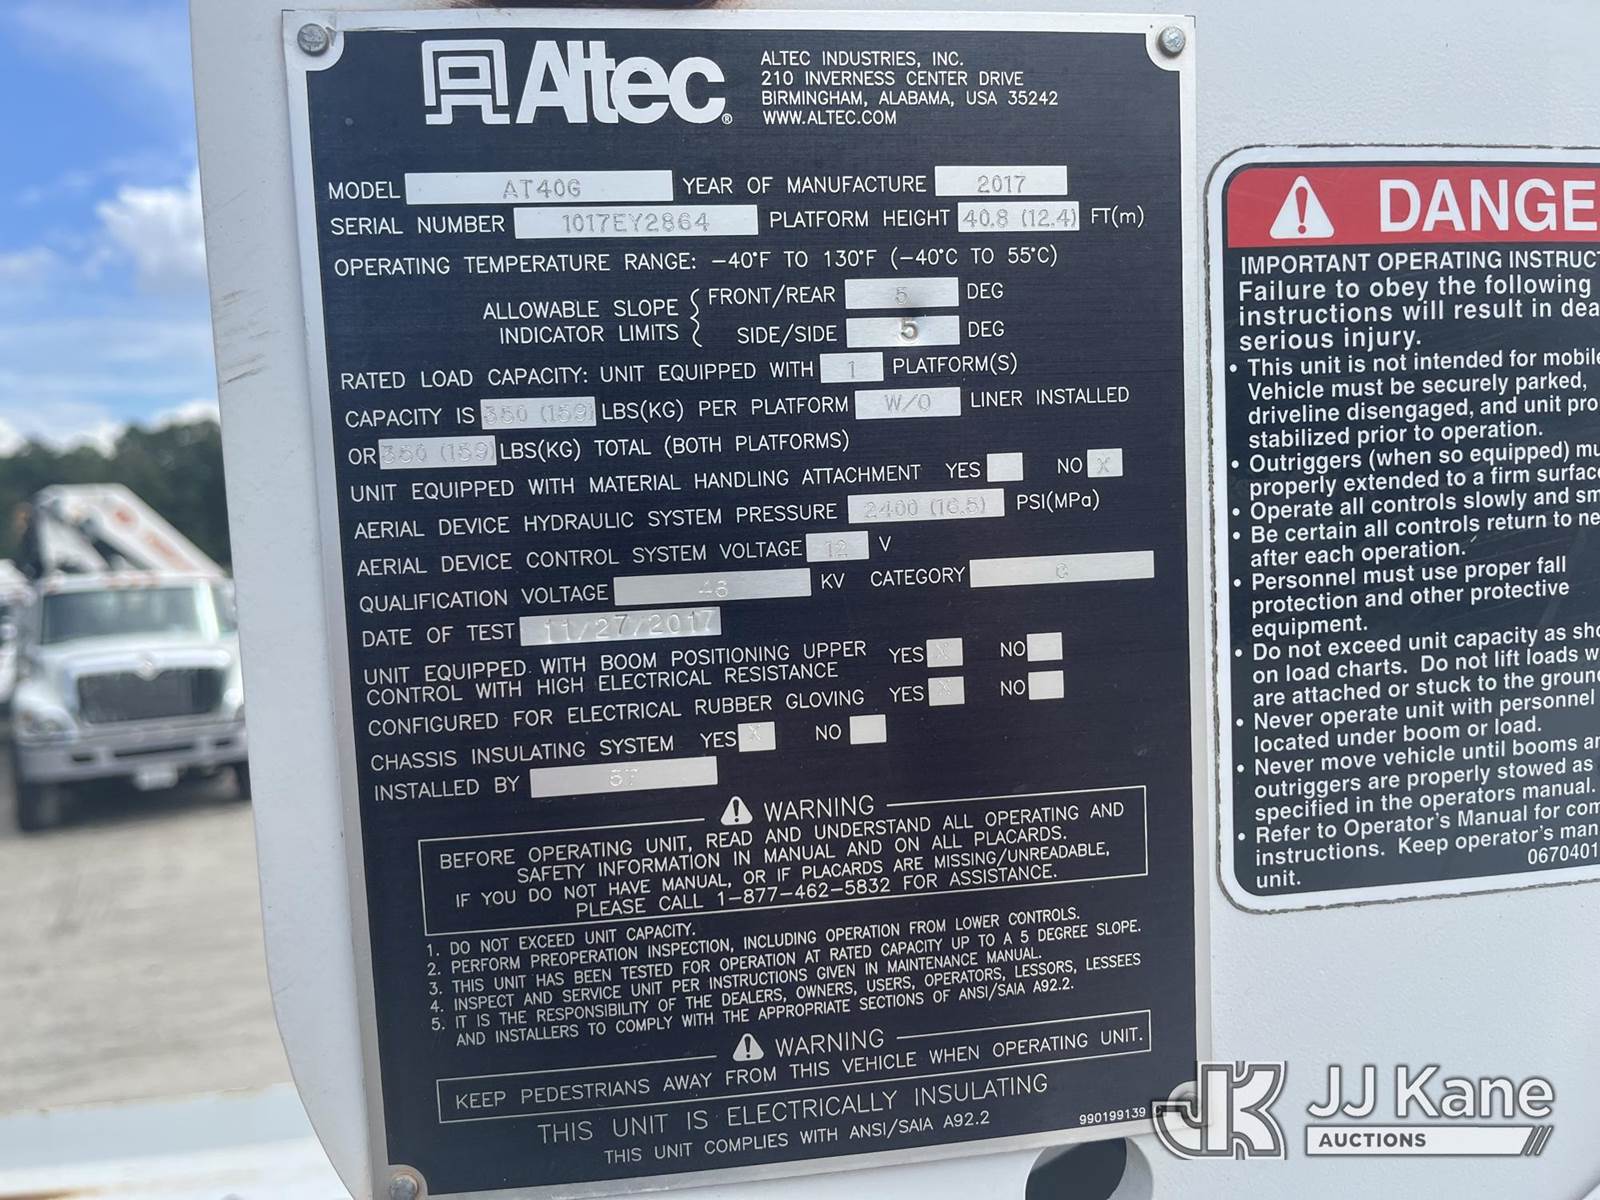 Altec®
ALTEC INDUSTRIES, INC.
210 INVERNESS CENTER DRIVE
BIRMINGHAM, ALABAMA, USA 35242
WWW.ALTEC.COM
MODEL AT40G YEAR OF MANUFACTURE 2017
SERIAL NUMBER 1017EY2864 PLATFORM HEIGHT 40.8 (12.4) FT(m)
OPERATING TEMPERATURE RANGE: -40°F TO 130°F (-40°C TO 55°C)
ALLOWABLE SLOPE INDICATOR LIMITS
FRONT/REAR 5 DEG
SIDE/SIDE 5 DEG
RATED LOAD CAPACITY: UNIT EQUIPPED WITH 1 PLATFORM(S)
CAPACITY IS 350 (159) LBS(KG) PER PLATFORM W/O LINER INSTALLED
OR 350 (159) LBS(KG) TOTAL (BOTH PLATFORMS)
UNIT EQUIPPED WITH MATERIAL HANDLING ATTACHMENT YES NO X
AERIAL DEVICE HYDRAULIC SYSTEM PRESSURE 2400 (16.5) PSI(MPa)
AERIAL DEVICE CONTROL SYSTEM VOLTAGE 12 V
QUALIFICATION VOLTAGE 46 KV CATEGORY C
DATE OF TEST 11/27/2017
UNIT EQUIPPED WITH BOOM POSITIONING UPPER YES X NO
CONTROL WITH HIGH ELECTRICAL RESISTANCE
CONFIGURED FOR ELECTRICAL RUBBER GLOVING YES X NO
CHASSIS INSULATING SYSTEM YES X NO
INSTALLED BY
WARNING
BEFORE OPERATING UNIT, READ AND UNDERSTAND ALL OPERATING AND
SAFETY INFORMATION IN MANUAL AND ON ALL PLACARDS.
IF YOU DO NOT HAVE MANUAL, OR IF PLACARDS ARE MISSING/UNREADABLE,
PLEASE CALL 1-877-462-5832 FOR ASSISTANCE.
1. DO NOT EXCEED UNIT CAPACITY.
2. PERFORM PREOPERATION INSPECTION, INCLUDING OPERATION FROM LOWER CONTROLS.
3. THIS UNIT HAS BEEN TESTED FOR OPERATION AT RATED CAPACITY UP TO A 5 DEGREE SLOPE.
4. INSPECT AND SERVICE UNIT PER INSTRUCTIONS GIVEN IN MAINTENANCE MANUAL.
5. IT IS THE RESPONSIBILITY OF THE DEALERS, OWNERS, USERS, OPERATORS, LESSORS, LESSEES
AND INSTALLERS TO COMPLY WITH THE APPROPRIATE SECTIONS OF ANSI/SAIA A92.2.
WARNING
KEEP PEDESTRIANS AWAY FROM THIS VEHICLE WHEN OPERATING UNIT.
THIS UNIT IS ELECTRICALLY INSULATING
THIS UNIT COMPLIES WITH ANSI/SAIA A92.2
990199139
DANGE
IMPORTANT OPERATING INSTRUCT
Failure to obey the following
instructions will result in dea
serious injury.
• This unit is not intended for mobile
Vehicle must be securely parked,
driveline disengaged, and unit pro
stabilized prior to operation.
• Outriggers (when so equipped) mu
properly extended to a firm surface
• Operate all controls slowly and sm
• Be certain all controls return to ne
after each operation.
• Personnel must use proper fall
protection and other protective
equipment.
• Do not exceed unit capacity as sho
on load charts. Do not lift loads w
are attached or stuck to the ground
• Never operate unit with personnel
located under boom or load.
• Never move vehicle until booms an
outriggers are properly stowed as
specified in the operators manual.
• Refer to Operator's Manual for com
instructions. Keep operator's man
unit.
0670401
JJ Kane
AUCTIONS